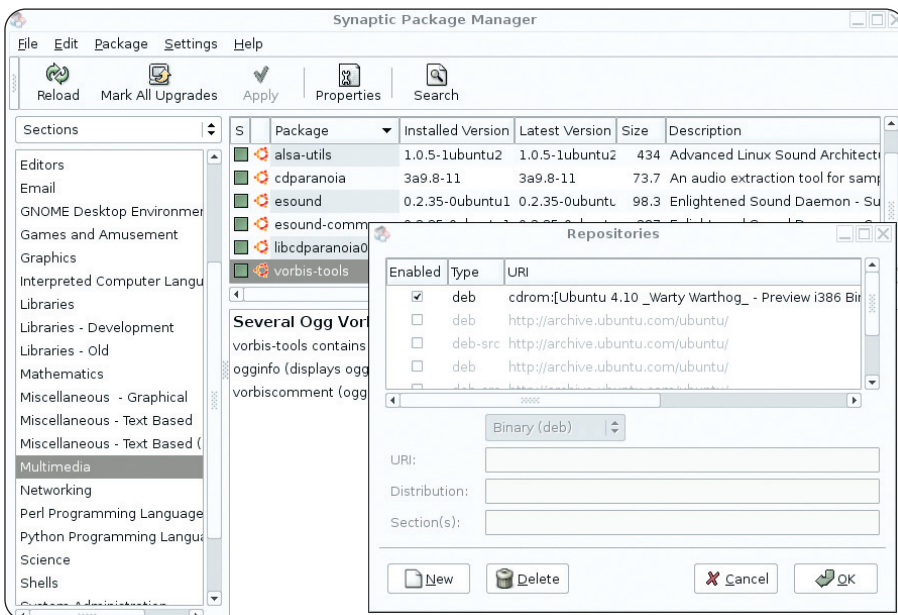 Synaptic Package Manager
File Edit Package Settings Help
Reload Mark All Upgrades Apply Properties Search
Sections
S Package Installed Version Latest Version Size Description
Editors
Email
GNOME Desktop Environmer
Games and Amusement
Graphics
Interpreted Computer Langu
Libraries
Libraries - Development
Libraries - Old
Mathematics
Miscellaneous - Graphical
Miscellaneous - Text Based
Miscellaneous - Text Based (
Multimedia
Networking
Perl Programming Language
Python Programming Langua
Science
Shells
System Administration
alsa-utils 1.0.5-1ubuntu2 1.0.5-1ubuntu2 434 Advanced Linux Sound Architectu
cdparanoia 3a9.8-11 3a9.8-11 73.7 An audio extraction tool for samp
esound 0.2.35-0ubuntu1 0.2.35-0ubuntu 98.3 Enlightened Sound Daemon - Su
esound-comm
libcdparanoia0
vorbis-tools
Several Ogg Vorl
vorbis-tools contains
ogginfo (displays ogg
vorbiscomment (ogg
Repositories
Enabled Type URI
deb cdrom:[Ubuntu 4.10 _Warty Warthog_ - Preview i386 Bin
deb http://archive.ubuntu.com/ubuntu/
deb-src http://archive.ubuntu.com/ubuntu/
deb http://archive.ubuntu.com/ubuntu/
Binary (deb)
URI:
Distribution:
Section(s):
New Delete Cancel OK